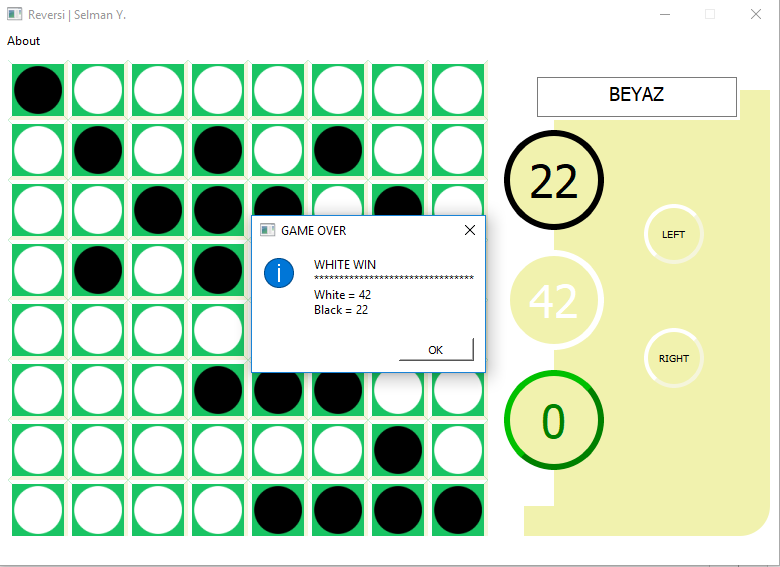 Reversi | Selman Y.
About
BEYAZ
22
LEFT
GAME OVER
WHITE WIN
********************************
White = 42
Black = 22
OK
42
RIGHT
0